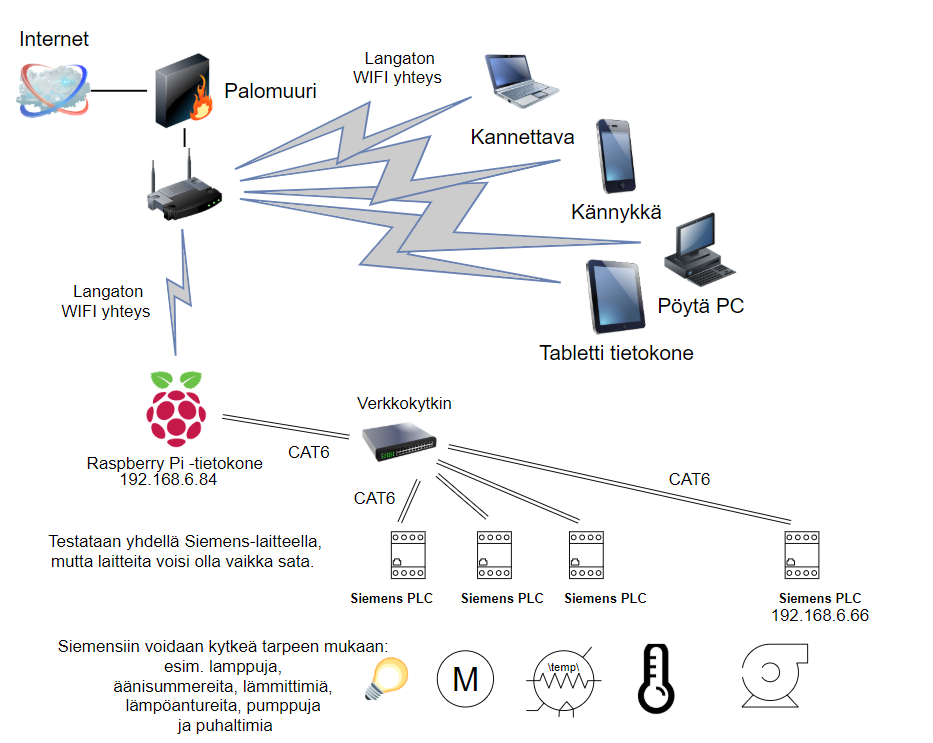 Internet
Palomuuri
Langaton
WIFI yhteys
Kannettava
Kännykkä
Pöytä PC
Tabletti tietokone
Langaton
WIFI yhteys
Raspberry Pi -tietokone
192.168.6.84
Verkkokytkin
CAT6
CAT6
CAT6
Testataan yhdellä Siemens-laitteella,
mutta laitteita voisi olla vaikka sata.
Siemens PLC
Siemens PLC
Siemens PLC
Siemens PLC
192.168.6.66
Siemensiin voidaan kytkeä tarpeen mukaan:
esim. lamppuja,
äänisummereita, lämmittimiä,
lämpöantureita, pumppuja
ja puhaltimia
M
\temp\